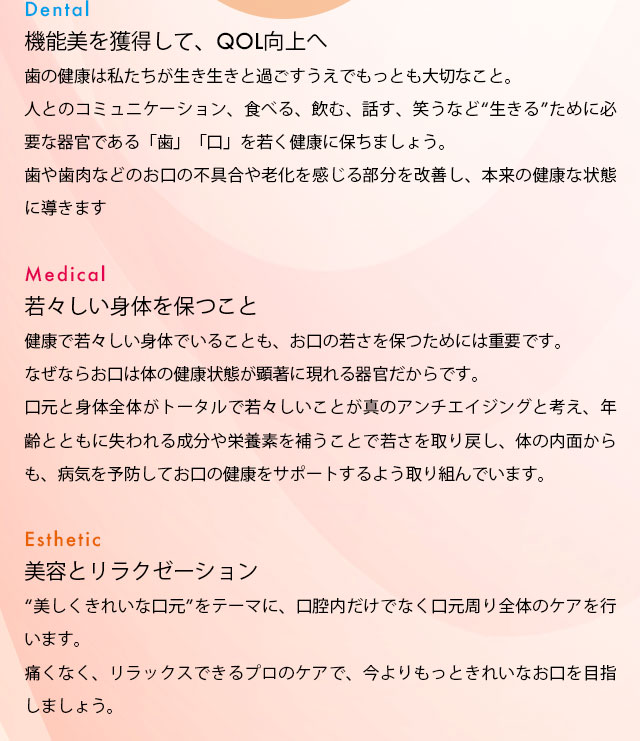 Dental
機能美を獲得して、QOL向上へ
歯の健康は私たちが生き生きと過ごすうえでもっとも大切なこと。
人とのコミュニケーション、食べる、飲む、話す、笑うなど“生きる”ために必
要な器官である「歯」「口」を若く健康に保ちましょう。
歯や歯肉などのお口の不具合や老化を感じる部分を改善し、本来の健康な状態
に導きます
Medical
若々しい身体を保つこと
健康で若々しい身体でいることも、お口の若さを保つためには重要です。
なぜならお口は体の健康状態が顕著に現れる器官だからです。
口元と身体全体がトータルで若々しいことが真のアンチエイジングと考え、年
齢とともに失われる成分や栄養素を補うことで若さを取り戻し、体の内面から
も、病気を予防してお口の健康をサポートするよう取り組んでいます。
Esthetic
美容とリラクゼーション
“美しくきれいな口元”をテーマに、口腔内だけでなく口元周り全体のケアを行
います。
痛くなく、リラックスできるプロのケアで、今よりもっときれいなお口を目指
しましょう。